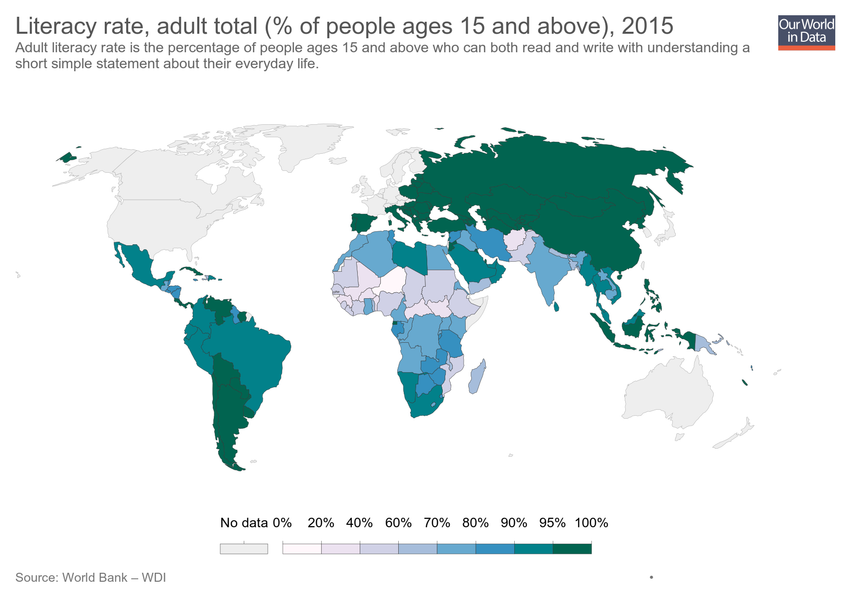 Literacy rate, adult total (% of people ages 15 and above), 2015
Our World
in Data
Adult literacy rate is the percentage of people ages 15 and above who can both read and write with understanding a
short simple statement about their everyday life.
No data 0% 20% 40% 60% 70% 80% 90% 95% 100%
Source: World Bank – WDI